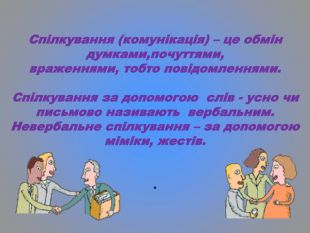 Спілкування (комунікація) – це обмін
думками,почуттями,
враженнями, тобто повідомленнями.
Спілкування за допомогою слів - усно чи
письмово називають вербальним.
Невербальне спілкування – за допомогою
міміки, жестів.
.